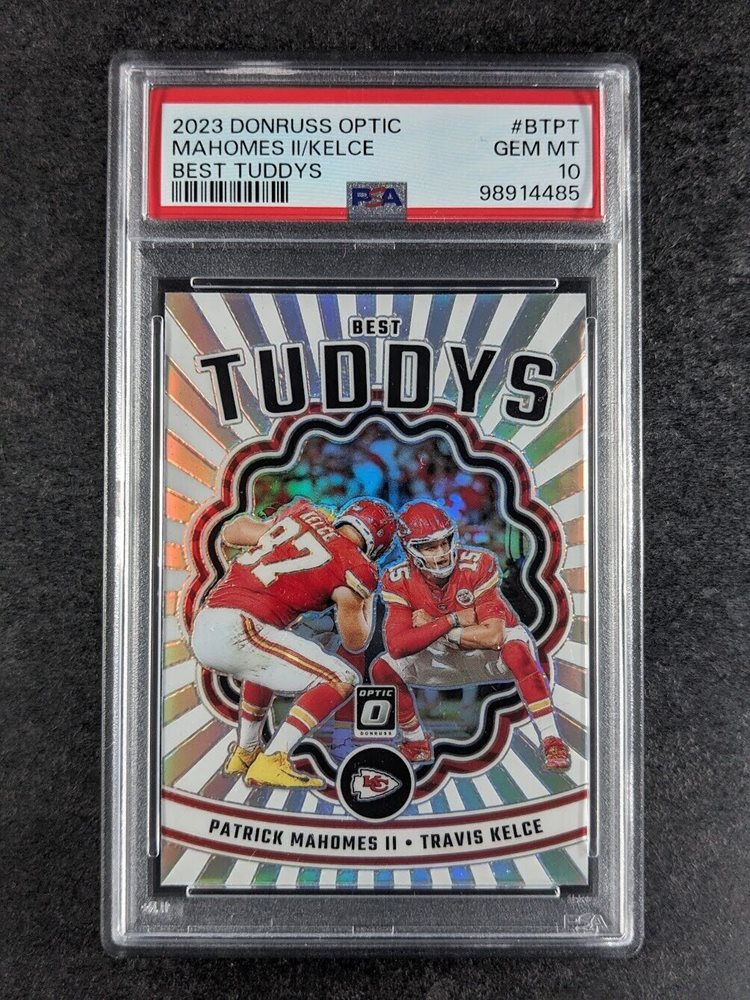 2023 DONRUSS OPTIC #BTPT
MAHOMES II/KELCE GEM MT
BEST TUDDYS 10
PSA 98914485
BEST
TUDDYS
KELCE
87
15
OPTIC
O
DONRUSS
KC
PATRICK MAHOMES II • TRAVIS KELCE
PSA